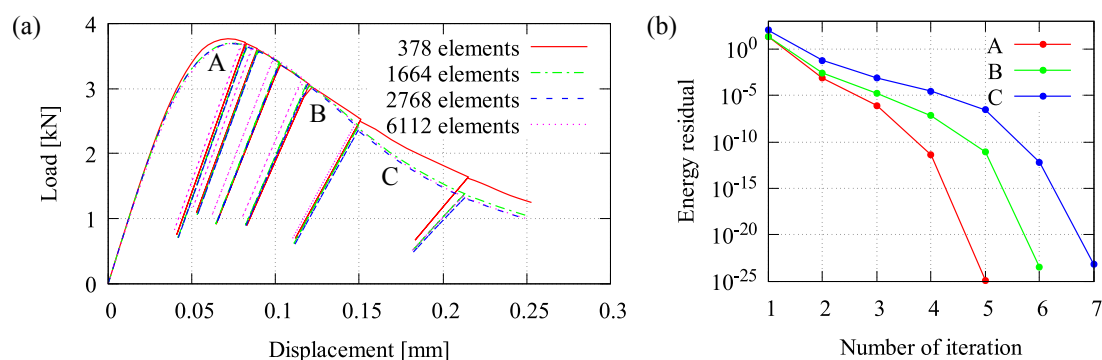 (a)
4
3
2
1
0
Load [kN]
0
0.05
0.1
0.15
0.2
0.25
0.3
Displacement [mm]
A
B
C
378 elements
1664 elements
2768 elements
6112 elements
(b)
10^0
10^-5
10^-10
10^-15
10^-20
10^-25
Energy residual
1
2
3
4
5
6
7
Number of iteration
A
B
C